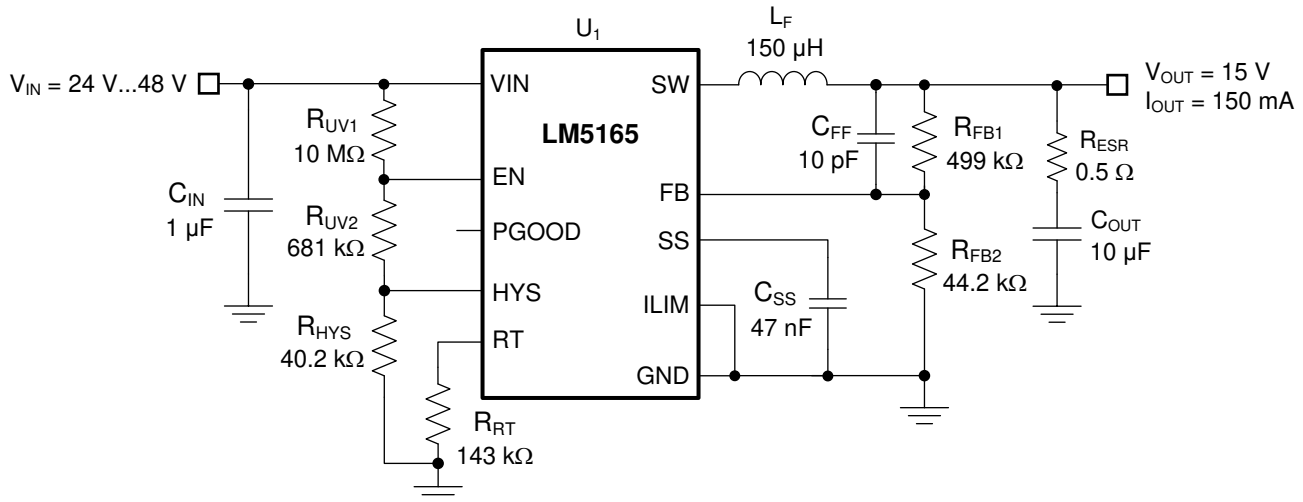 U1
LF
150 µH
VIN = 24 V...48 V
VIN
SW
VOUT = 15 V
IOUT = 150 mA
RUV1
10 MΩ
LM5165
CFF
10 pF
RFB1
499 kΩ
RESR
0.5 Ω
CIN
1 µF
EN
FB
RUV2
681 kΩ
PGOOD
SS
RFB2
44.2 kΩ
COUT
10 µF
HYS
ILIM
CSS
47 nF
RHYS
40.2 kΩ
RT
GND
RRT
143 kΩ